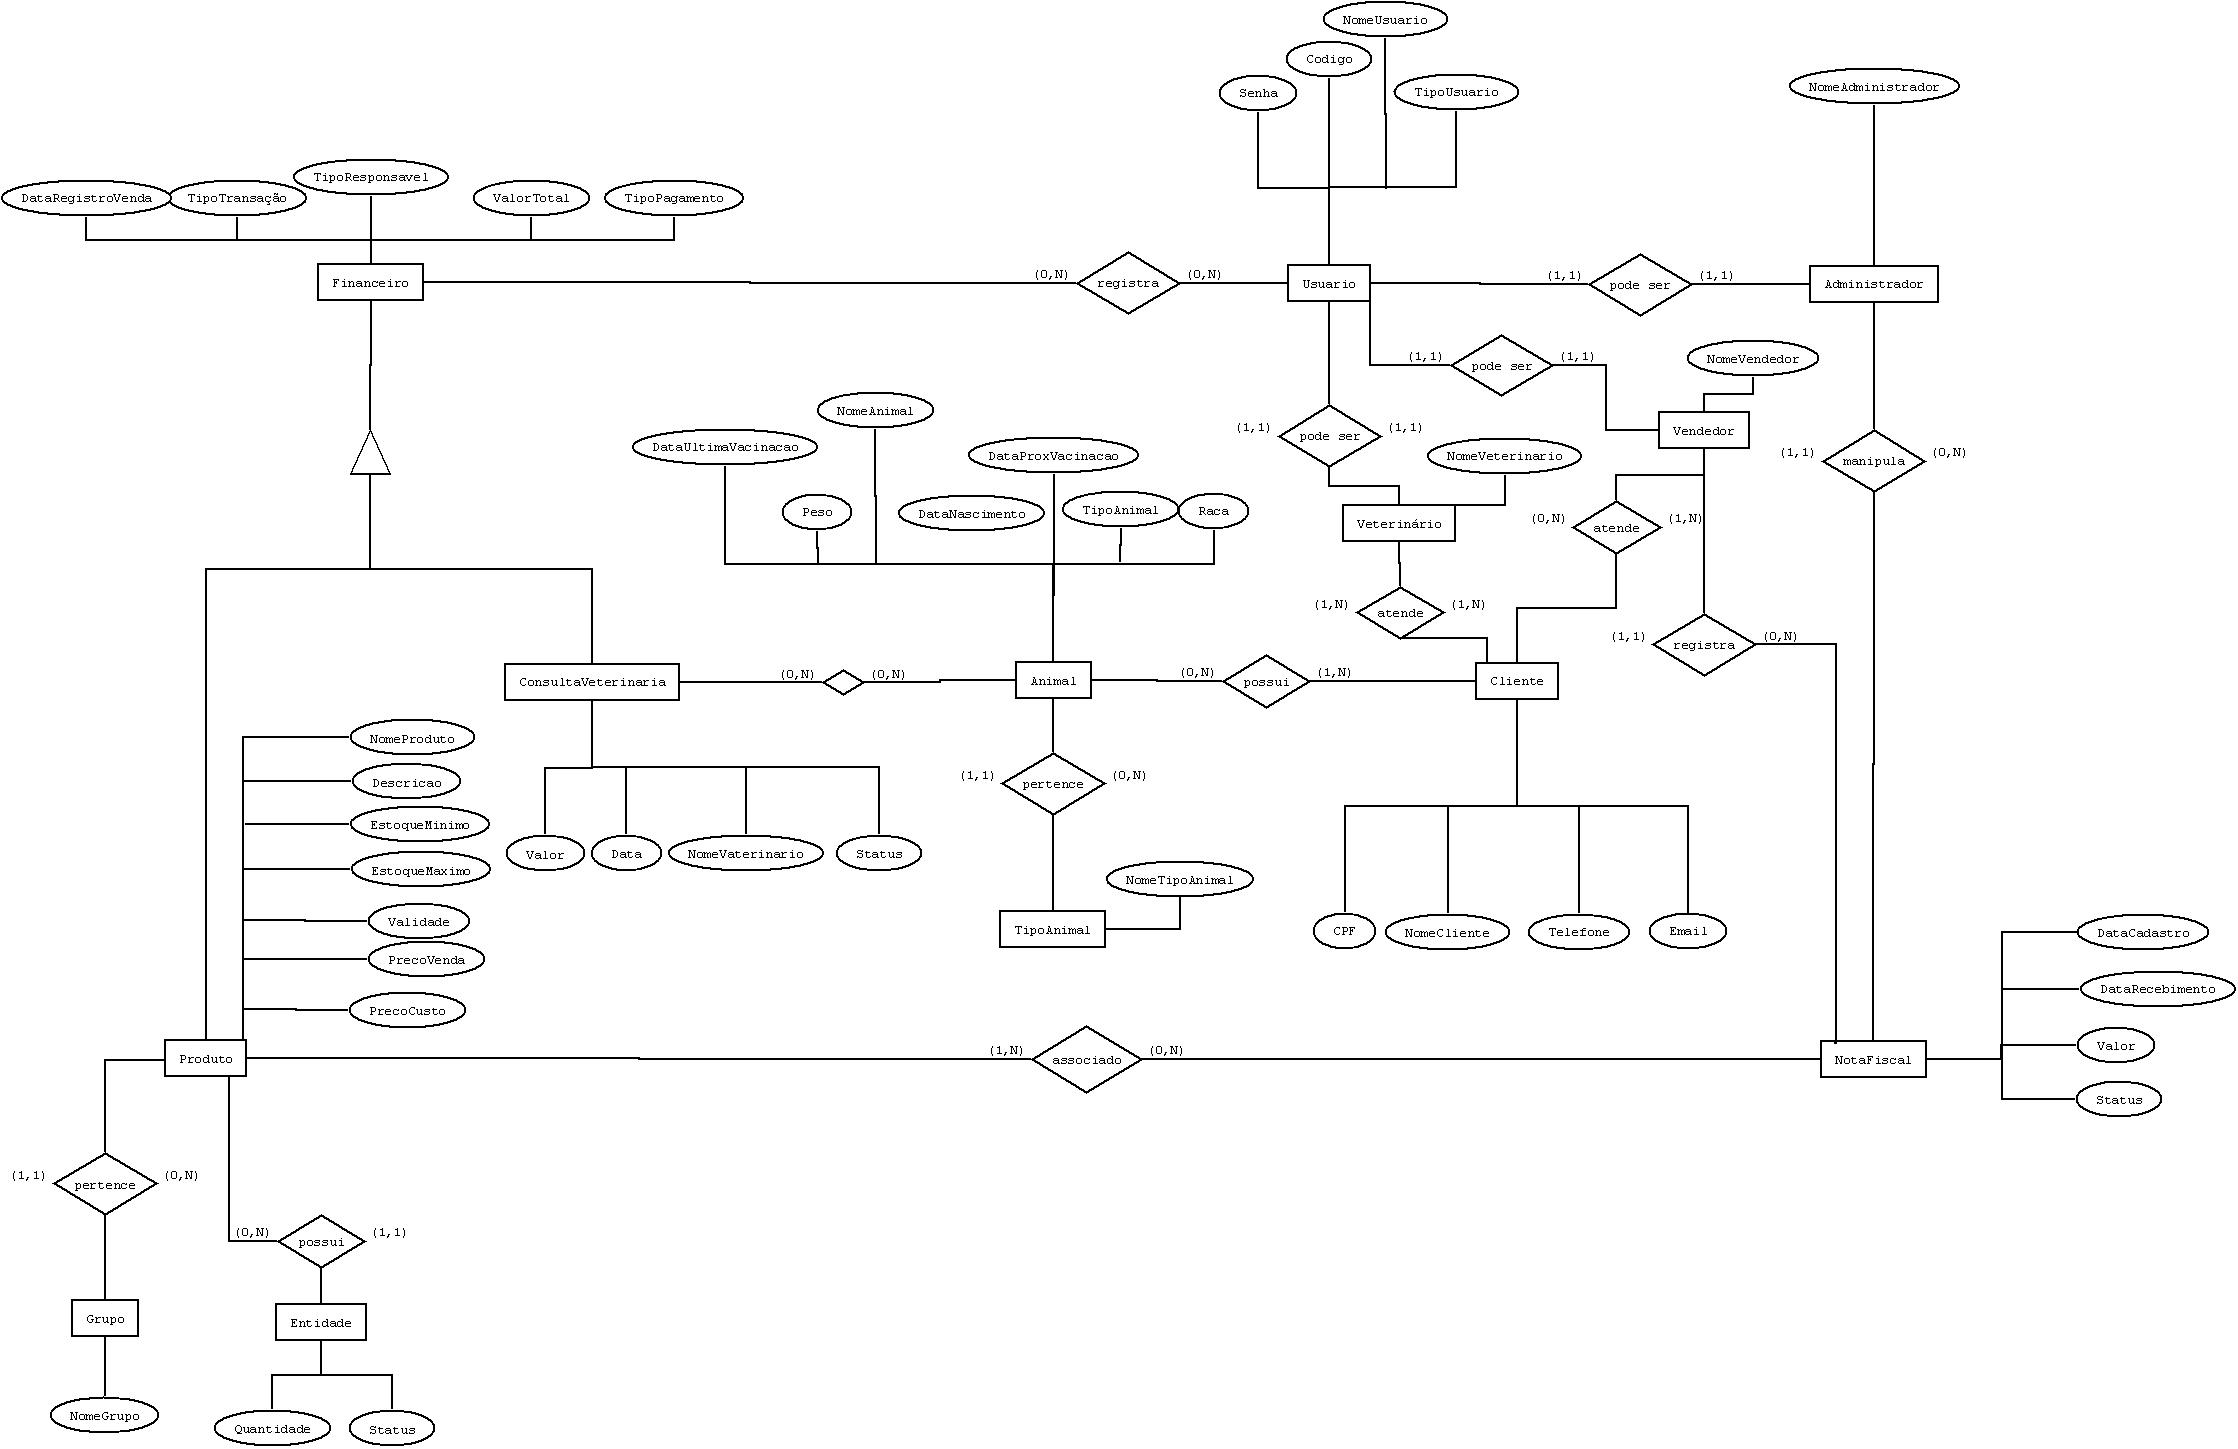 NomeUsuario
Codigo
Senha
TipoUsuario
NomeAdministrador
TipoResponsavel
DataRegistroVenda
TipoTransação
ValorTotal
TipoPagamento
Financeiro
(0,N)
registra
(0,N)
Usuario
(1,1)
pode ser
(1,1)
Administrador
(1,1)
pode ser
(1,1)
NomeVendedor
NomeAnimal
(1,1)
pode ser
(1,1)
Vendedor
DataUltimaVacinacao
DataProxVacinacao
NomeVeterinario
(1,1)
manipula
(0,N)
Peso
DataNascimento
TipoAnimal
Raca
Veterinário
(0,N)
atende
(1,N)
(1,N)
atende
(1,N)
(1,1)
registra
(0,N)
ConsultaVeterinaria
(0,N)
(0,N)
Animal
(0,N)
possui
(1,N)
Cliente
NomeProduto
Descricao
(1,1)
pertence
(0,N)
EstoqueMinimo
Valor
Data
NomeVaterinario
Status
EstoqueMaximo
NomeTipoAnimal
Validade
TipoAnimal
CPF
NomeCliente
Telefone
Email
DataCadastro
PrecoVenda
DataRecebimento
PrecoCusto
Produto
(1,N)
associado
(0,N)
NotaFiscal
Valor
Status
(1,1)
pertence
(0,N)
(0,N)
possui
(1,1)
Grupo
Entidade
NomeGrupo
Quantidade
Status